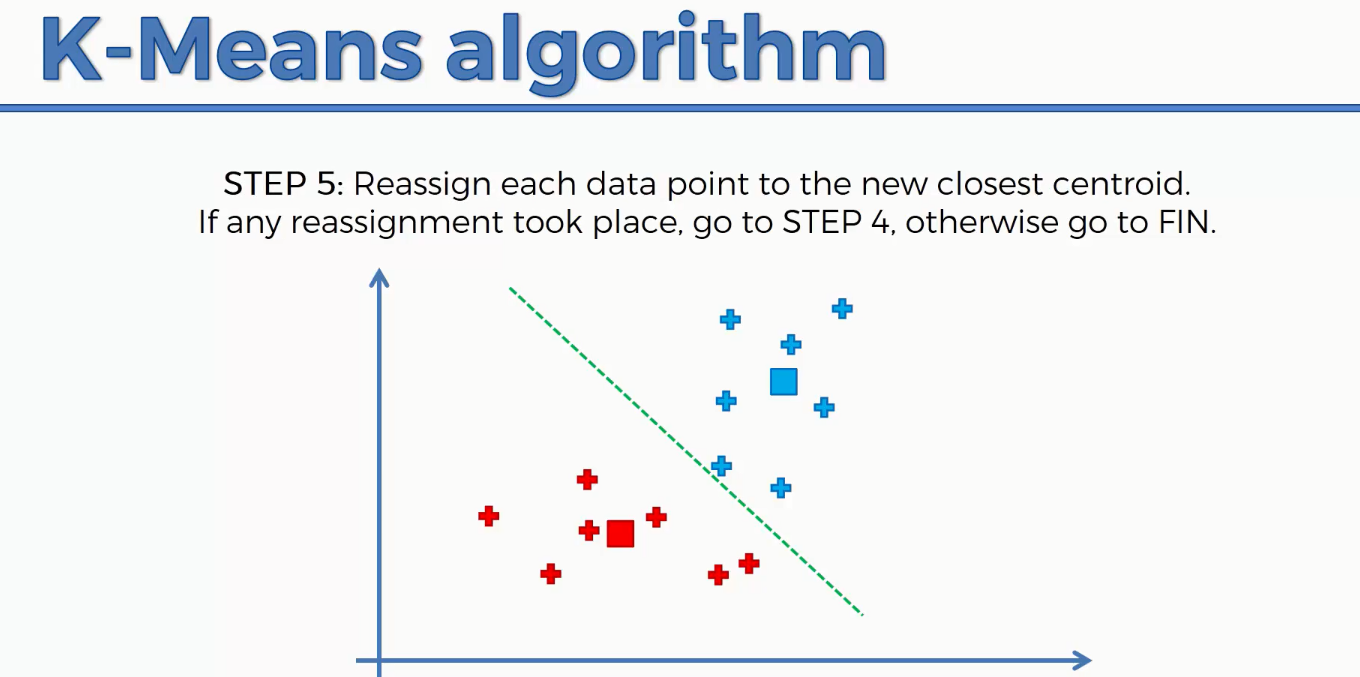 K-Means algorithm
STEP 5: Reassign each data point to the new closest centroid.
If any reassignment took place, go to STEP 4, otherwise go to FIN.